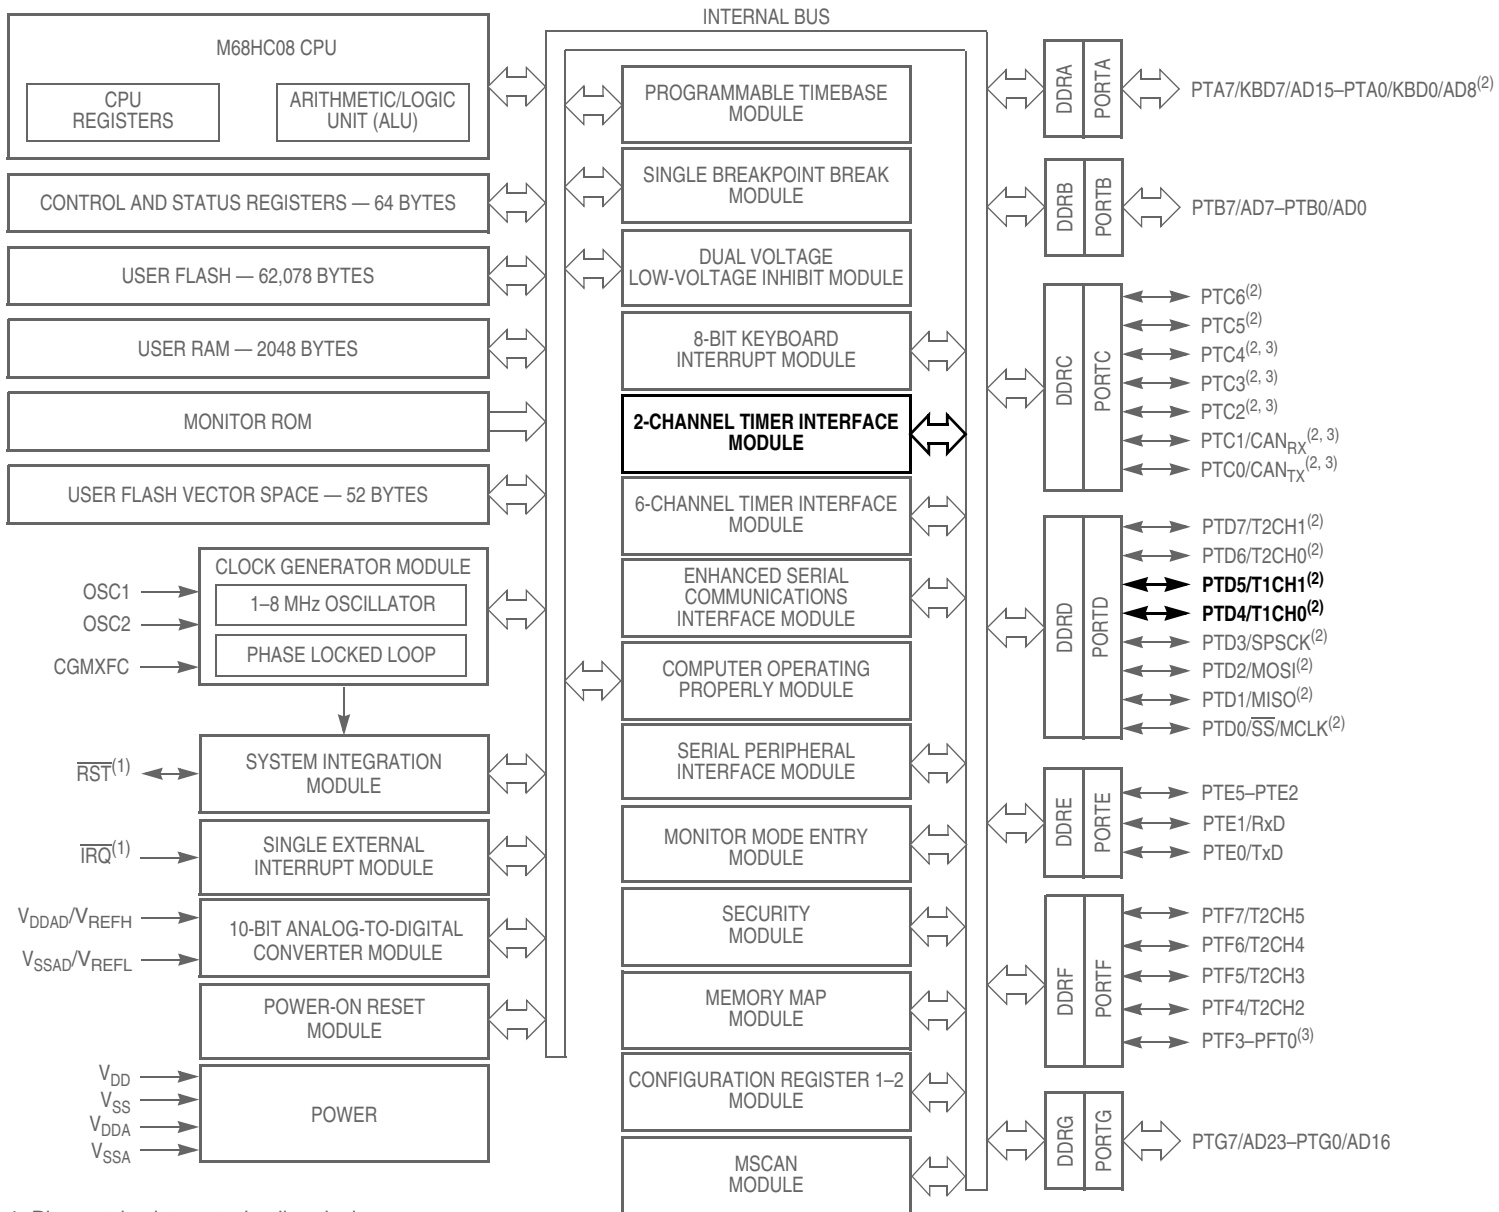 INTERNAL BUS
M68HC08 CPU
CPU
REGISTERS
ARITHMETIC/LOGIC
UNIT (ALU)
CONTROL AND STATUS REGISTERS — 64 BYTES
USER FLASH — 62,078 BYTES
USER RAM — 2048 BYTES
MONITOR ROM
USER FLASH VECTOR SPACE — 52 BYTES
CLOCK GENERATOR MODULE
1–8 MHz OSCILLATOR
PHASE LOCKED LOOP
OSC1
OSC2
CGMXFC
SYSTEM INTEGRATION
MODULE
RST(1)
SINGLE EXTERNAL
INTERRUPT MODULE
IRQ(1)
10-BIT ANALOG-TO-DIGITAL
CONVERTER MODULE
VDDAD/VREFH
VSSAD/VREFL
POWER-ON RESET
MODULE
POWER
VDD
VSS
VDDA
VSSA
PROGRAMMABLE TIMEBASE
MODULE
SINGLE BREAKPOINT BREAK
MODULE
DUAL VOLTAGE
LOW-VOLTAGE INHIBIT MODULE
8-BIT KEYBOARD
INTERRUPT MODULE
2-CHANNEL TIMER INTERFACE
MODULE
6-CHANNEL TIMER INTERFACE
MODULE
ENHANCED SERIAL
COMMUNICATIONS
INTERFACE MODULE
COMPUTER OPERATING
PROPERLY MODULE
SERIAL PERIPHERAL
INTERFACE MODULE
MONITOR MODE ENTRY
MODULE
SECURITY
MODULE
MEMORY MAP
MODULE
CONFIGURATION REGISTER 1–2
MODULE
MSCAN
MODULE
DDRA
PORTA
PTA7/KBD7/AD15–PTA0/KBD0/AD8(2)
DDRB
PORTB
PTB7/AD7–PTB0/AD0
DDRC
PORTC
PTC6(2)
PTC5(2)
PTC4(2, 3)
PTC3(2, 3)
PTC2(2, 3)
PTC1/CANRX(2, 3)
PTC0/CANTX(2, 3)
DDRD
PORTD
PTD7/T2CH1(2)
PTD6/T2CH0(2)
PTD5/T1CH1(2)
PTD4/T1CH0(2)
PTD3/SPSCK(2)
PTD2/MOSI(2)
PTD1/MISO(2)
PTD0/SS/MCLK(2)
DDRE
PORTE
PTE5–PTE2
PTE1/RxD
PTE0/TxD
DDRF
PORTF
PTF7/T2CH5
PTF6/T2CH4
PTF5/T2CH3
PTF4/T2CH2
PTF3–PFT0(3)
DDRG
PORTG
PTG7/AD23–PTG0/AD16